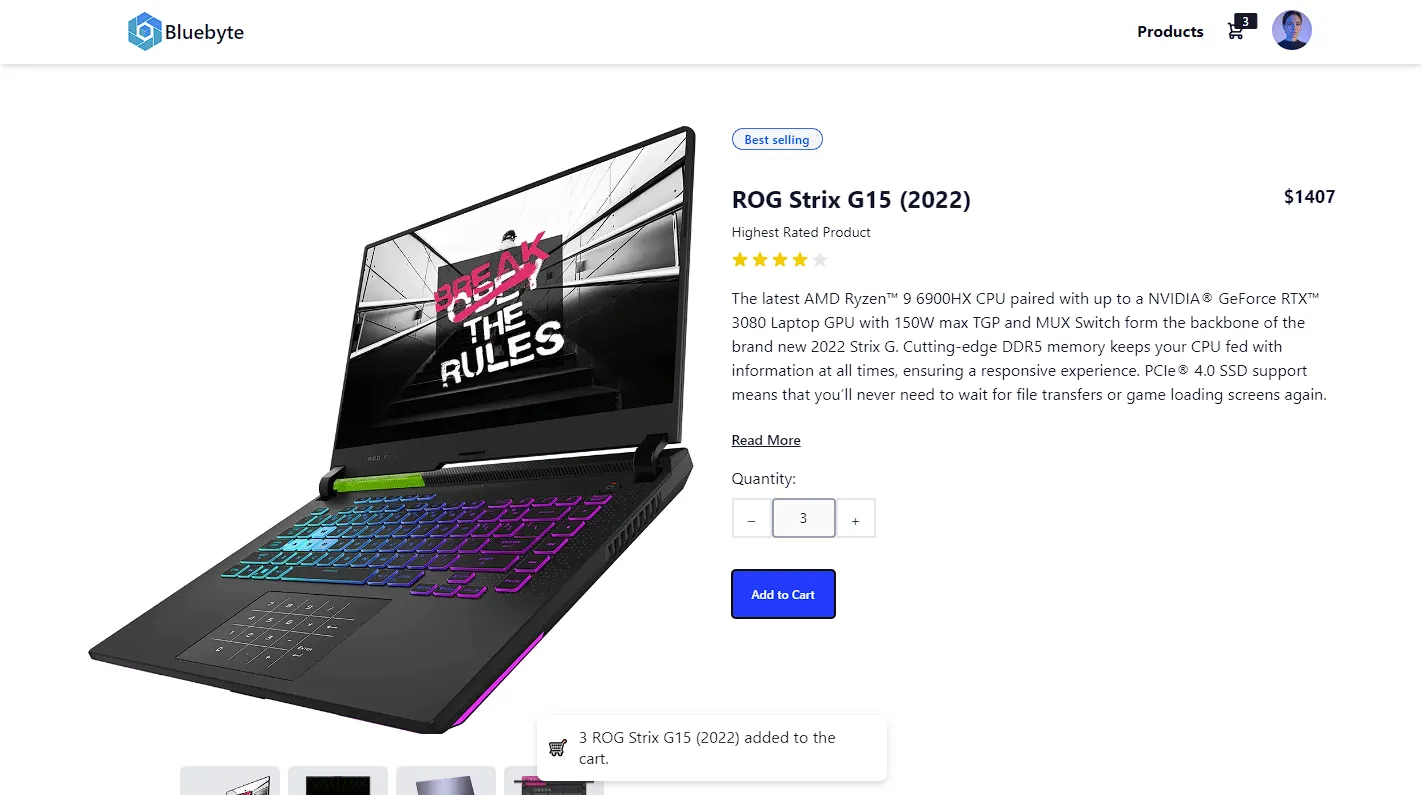 Bluebyte
Products
3
Best selling
ROG Strix G15 (2022)
$1407
Highest Rated Product
The latest AMD Ryzen™ 9 6900HX CPU paired with up to a NVIDIA® GeForce RTX™
3080 Laptop GPU with 150W max TGP and MUX Switch form the backbone of the
brand new 2022 Strix G. Cutting-edge DDR5 memory keeps your CPU fed with
information at all times, ensuring a responsive experience. PCIe® 4.0 SSD support
means that you'll never need to wait for file transfers or game loading screens again.
Read More
Quantity:
– 3 +
Add to Cart
BREAK
OBEY
THE
RULES
3 ROG Strix G15 (2022) added to the
cart.